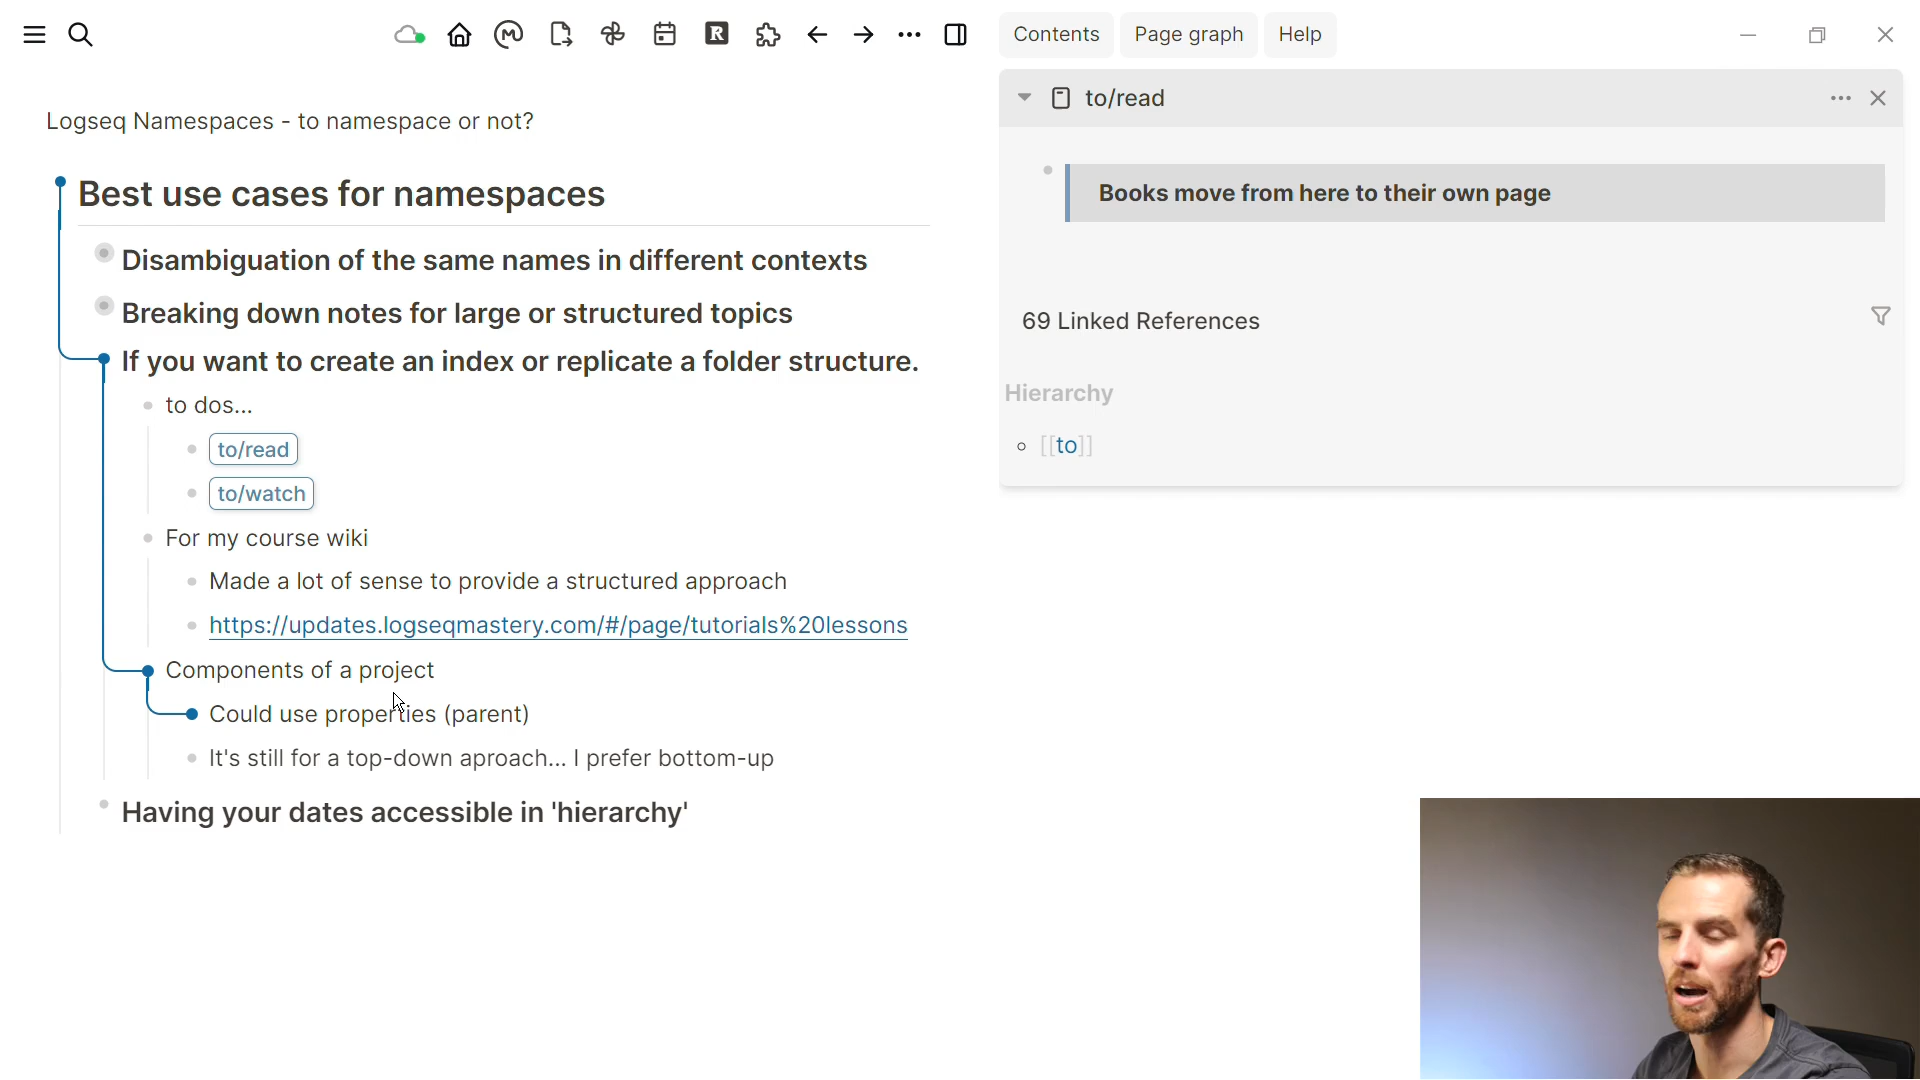 Contents
Page graph
Help
Logseq Namespaces - to namespace or not?
Best use cases for namespaces
Disambiguation of the same names in different contexts
Breaking down notes for large or structured topics
If you want to create an index or replicate a folder structure.
to dos...
to/read
to/watch
For my course wiki
Made a lot of sense to provide a structured approach
https://updates.logseqmastery.com/#/page/tutorials%20lessons
Components of a project
Could use properties (parent)
It's still for a top-down aproach... I prefer bottom-up
Having your dates accessible in 'hierarchy'
to/read
Books move from here to their own page
69 Linked References
Hierarchy
[[to]]